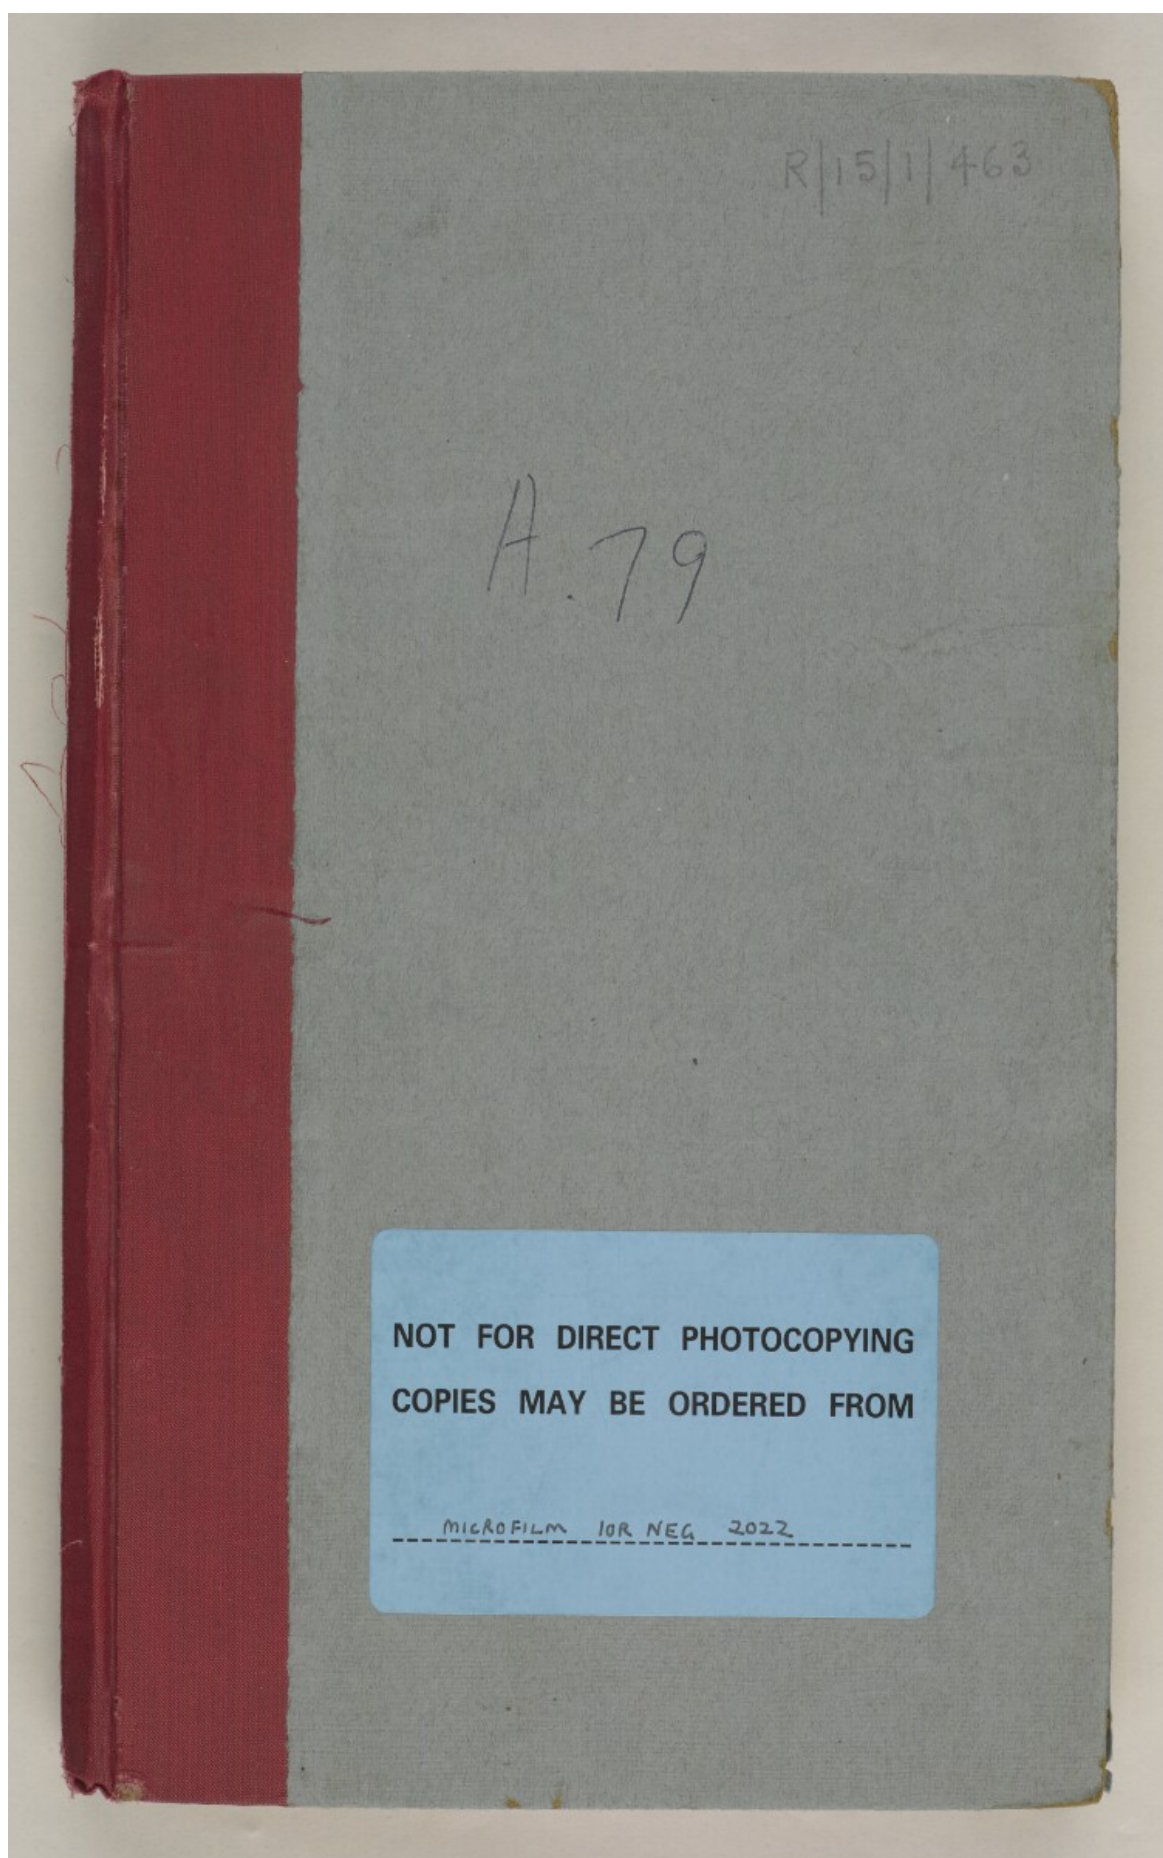 R/15/1/463
A.79
NOT FOR DIRECT PHOTOCOPYING
COPIES MAY BE ORDERED FROM
MICROFILM IOR NEG 2022